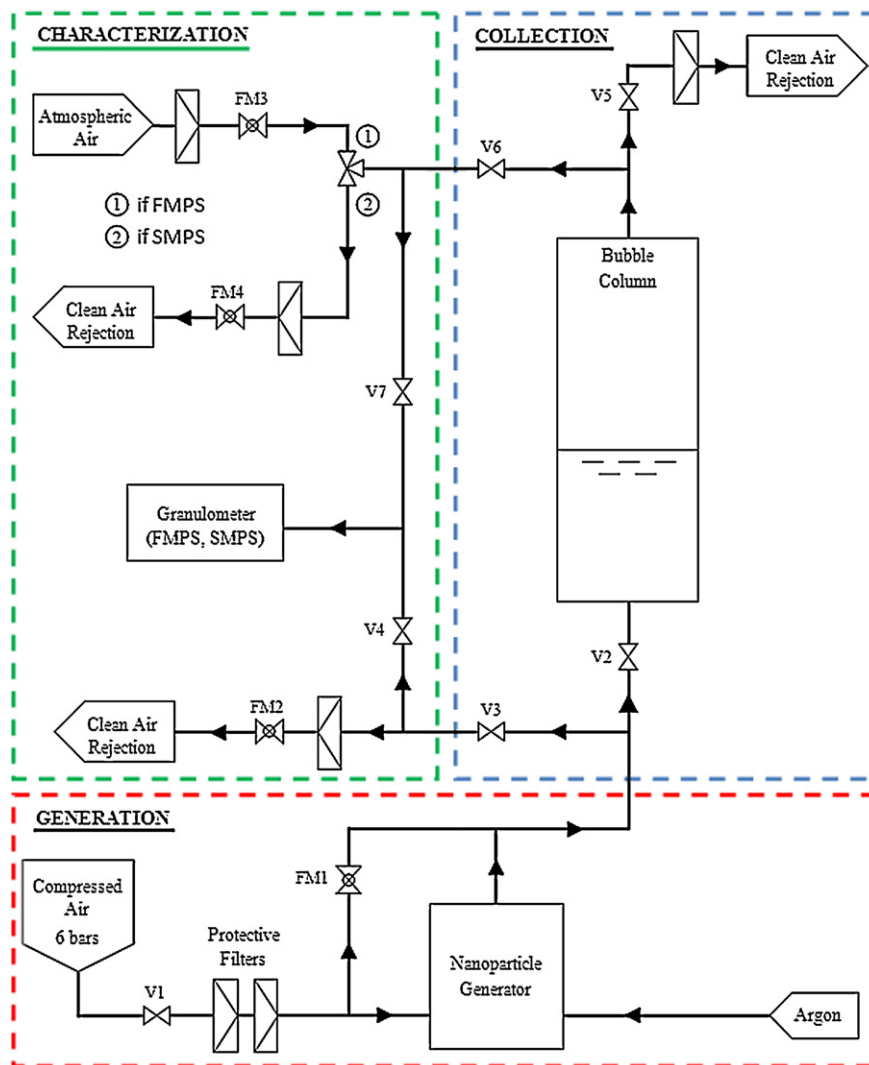 CHARACTERIZATION
Atmospheric
Air
FM3
①
②
① if FMPS
② if SMPS
Clean Air
Rejection
FM4
V7
Granulometer
(FMPS, SMPS)
V4
Clean Air
Rejection
FM2
COLLECTION
V5
Clean Air
Rejection
V6
Bubble
Column
V2
V3
GENERATION
Compressed
Air
6 bars
V1
Protective
Filters
FM1
Nanoparticle
Generator
Argon